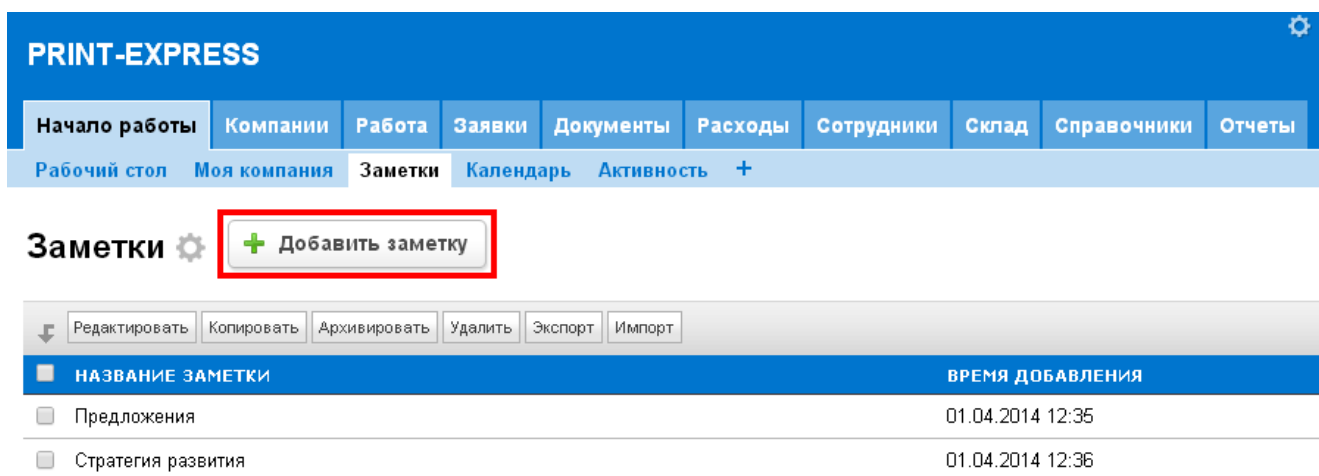 PRINT-EXPRESS
Начало работы Компании Работа Заявки Документы Расходы Сотрудники Склад Справочники Отчеты
Рабочий стол Моя компания Заметки Календарь Активность +
Заметки + Добавить заметку
Редактировать Копировать Архивировать Удалить Экспорт Импорт
НАЗВАНИЕ ЗАМЕТКИ ВРЕМЯ ДОБАВЛЕНИЯ
Предложения 01.04.2014 12:35
Стратегия развития 01.04.2014 12:36